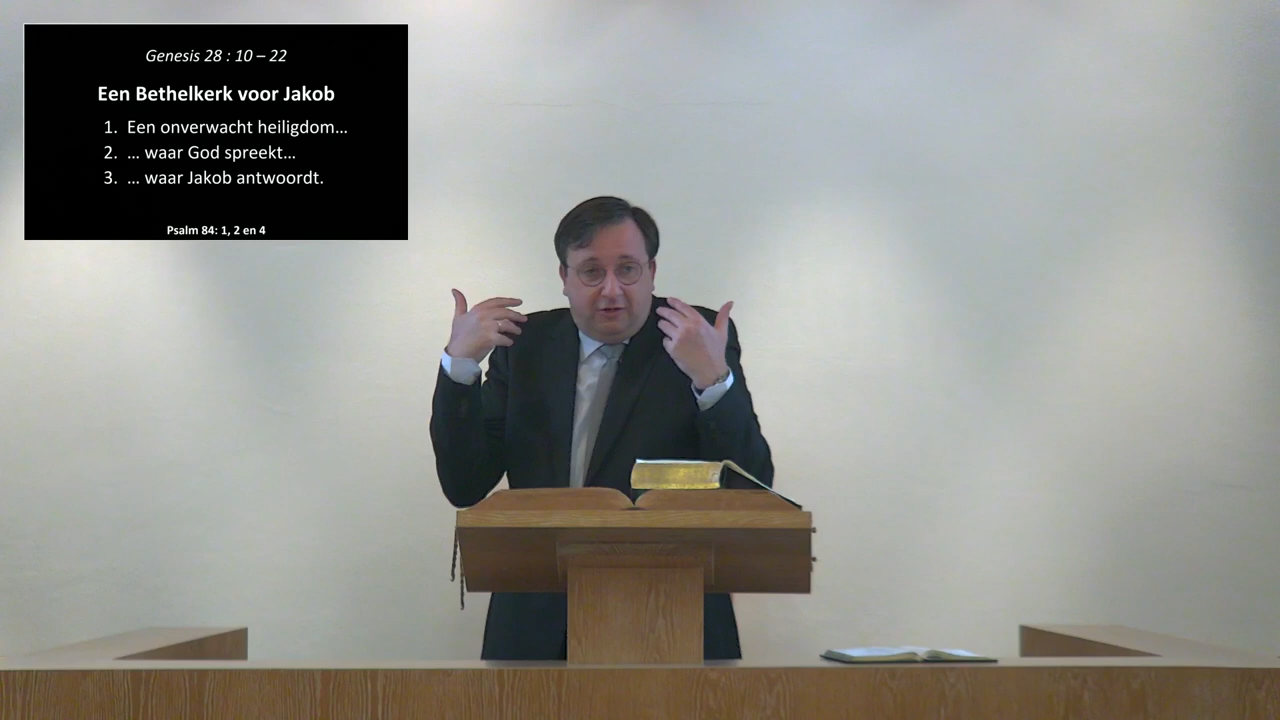 Genesis 28 : 10 – 22
Een Bethelkerk voor Jakob
1. Een onverwacht heiligdom…
2. … waar God spreekt…
3. … waar Jakob antwoordt.
Psalm 84: 1, 2 en 4